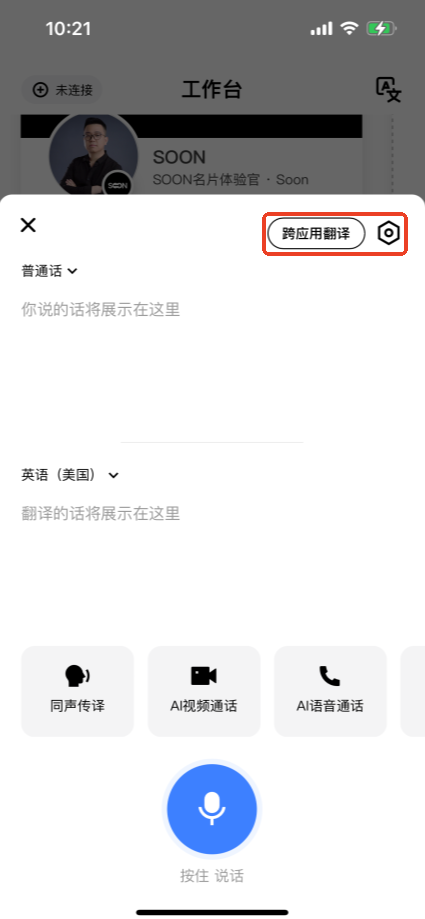 10:21
未连接
工作台
SOON
SOON
SOON名片体验官 · Soon
跨应用翻译
普通话
你说的话将展示在这里
英语（美国）
翻译的话将展示在这里
同声传译
AI视频通话
AI语音通话
按住 说话